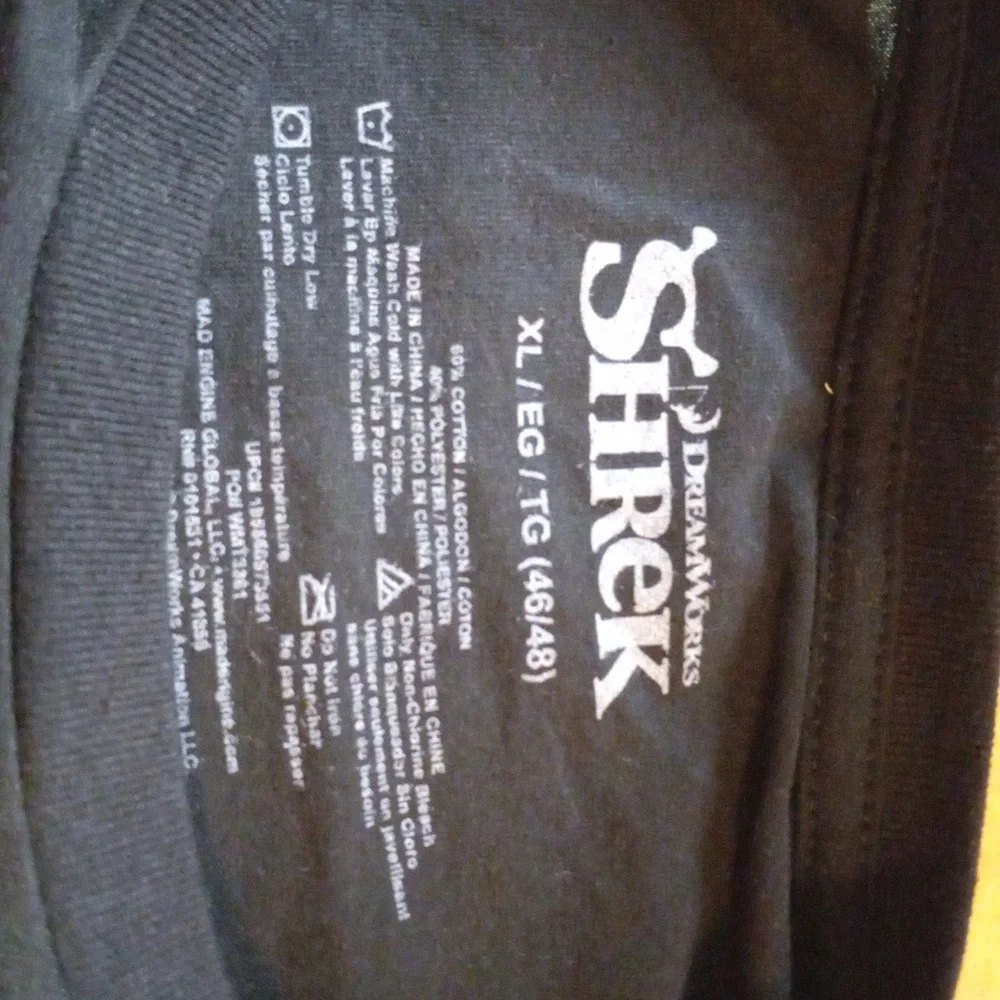 DREAMWORKS
SHREK
XL / EG / TG (46/48)
60% COTTON / ALGODON / COTON
40% POLYESTER / POLIESTER
MADE IN CHINA / HECHO EN CHINA / FABRIQUE EN CHINE
Machine Wash Cold with Like Colors
Lavar En Maquina Agua Fria Por Colores
Laver à la machine à l'eau froide
Only Non-Chlorine Bleach
Solo Blanqueador Sin Cloro
Utiliser seulement un javellisant
sans chlore au besoin
Tumble Dry Low
Ciclo Lento
Sécher par culbutage à basse température
Do Not Iron
No Planchar
Ne pas repasser
MAD ENGINE GLOBAL, LLC. • www.madengine.com
DreamWorks Animation LLC